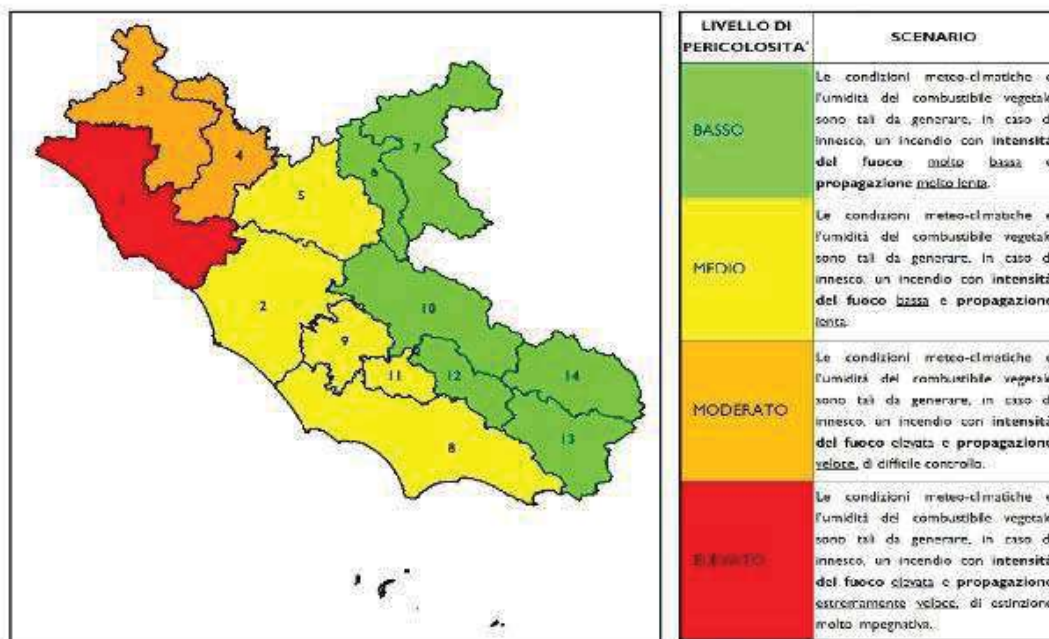 3
4
7
6
5
1
2
10
9
11
12
14
13
8
LIVELLO DI
PERICOLOSITA'
SCENARIO
BASSO
Le condizioni meteo-climatiche e
l'umidità del combustibile vegetale
sono tali da generare, in caso di
innesco, un incendio con intensità
del fuoco molto bassa e
propagazione molto lenta.
MEDIO
Le condizioni meteo-climatiche e
l'umidità del combustibile vegetale
sono tali da generare, in caso di
innesco, un incendio con intensità
del fuoco bassa e propagazione
lenta.
MODERATO
Le condizioni meteo-climatiche e
l'umidità del combustibile vegetale
sono tali da generare, in caso di
innesco, un incendio con intensità
del fuoco elevata e propagazione
veloce, di difficile controllo.
ELEVATO
Le condizioni meteo-climatiche e
l'umidità del combustibile vegetale
sono tali da generare, in caso di
innesco, un incendio con intensità
del fuoco elevata e propagazione
estremamente veloce, di estinzione
molto impegnativa.